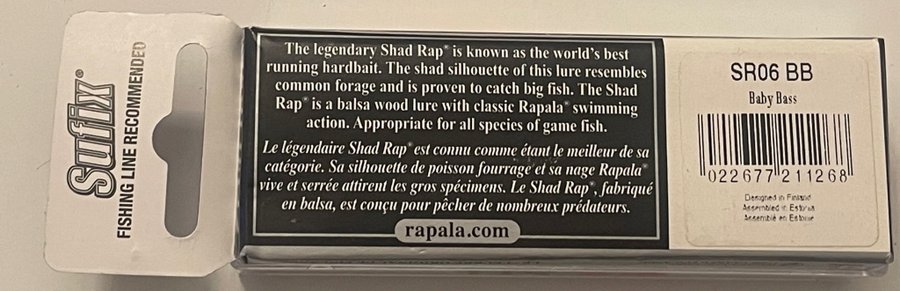 Sufix®
FISHING LINE RECOMMENDED
The legendary Shad Rap® is known as the world's best
running hardbait. The shad silhouette of this lure resembles
common forage and is proven to catch big fish. The Shad
Rap® is a balsa wood lure with classic Rapala® swimming
action. Appropriate for all species of game fish.
Le légendaire Shad Rap® est connu comme étant le meilleur de sa
catégorie. Sa silhouette de poisson fourrage et sa nage Rapala®
vive et serrée attirent les gros spécimens. Le Shad Rap®, fabriqué
en balsa, est conçu pour pêcher de nombreux prédateurs.
rapala.com
SR06 BB
Baby Bass
022677 211268
Designed in Finland
Assembled in Estonia
Assemblé en Estonie